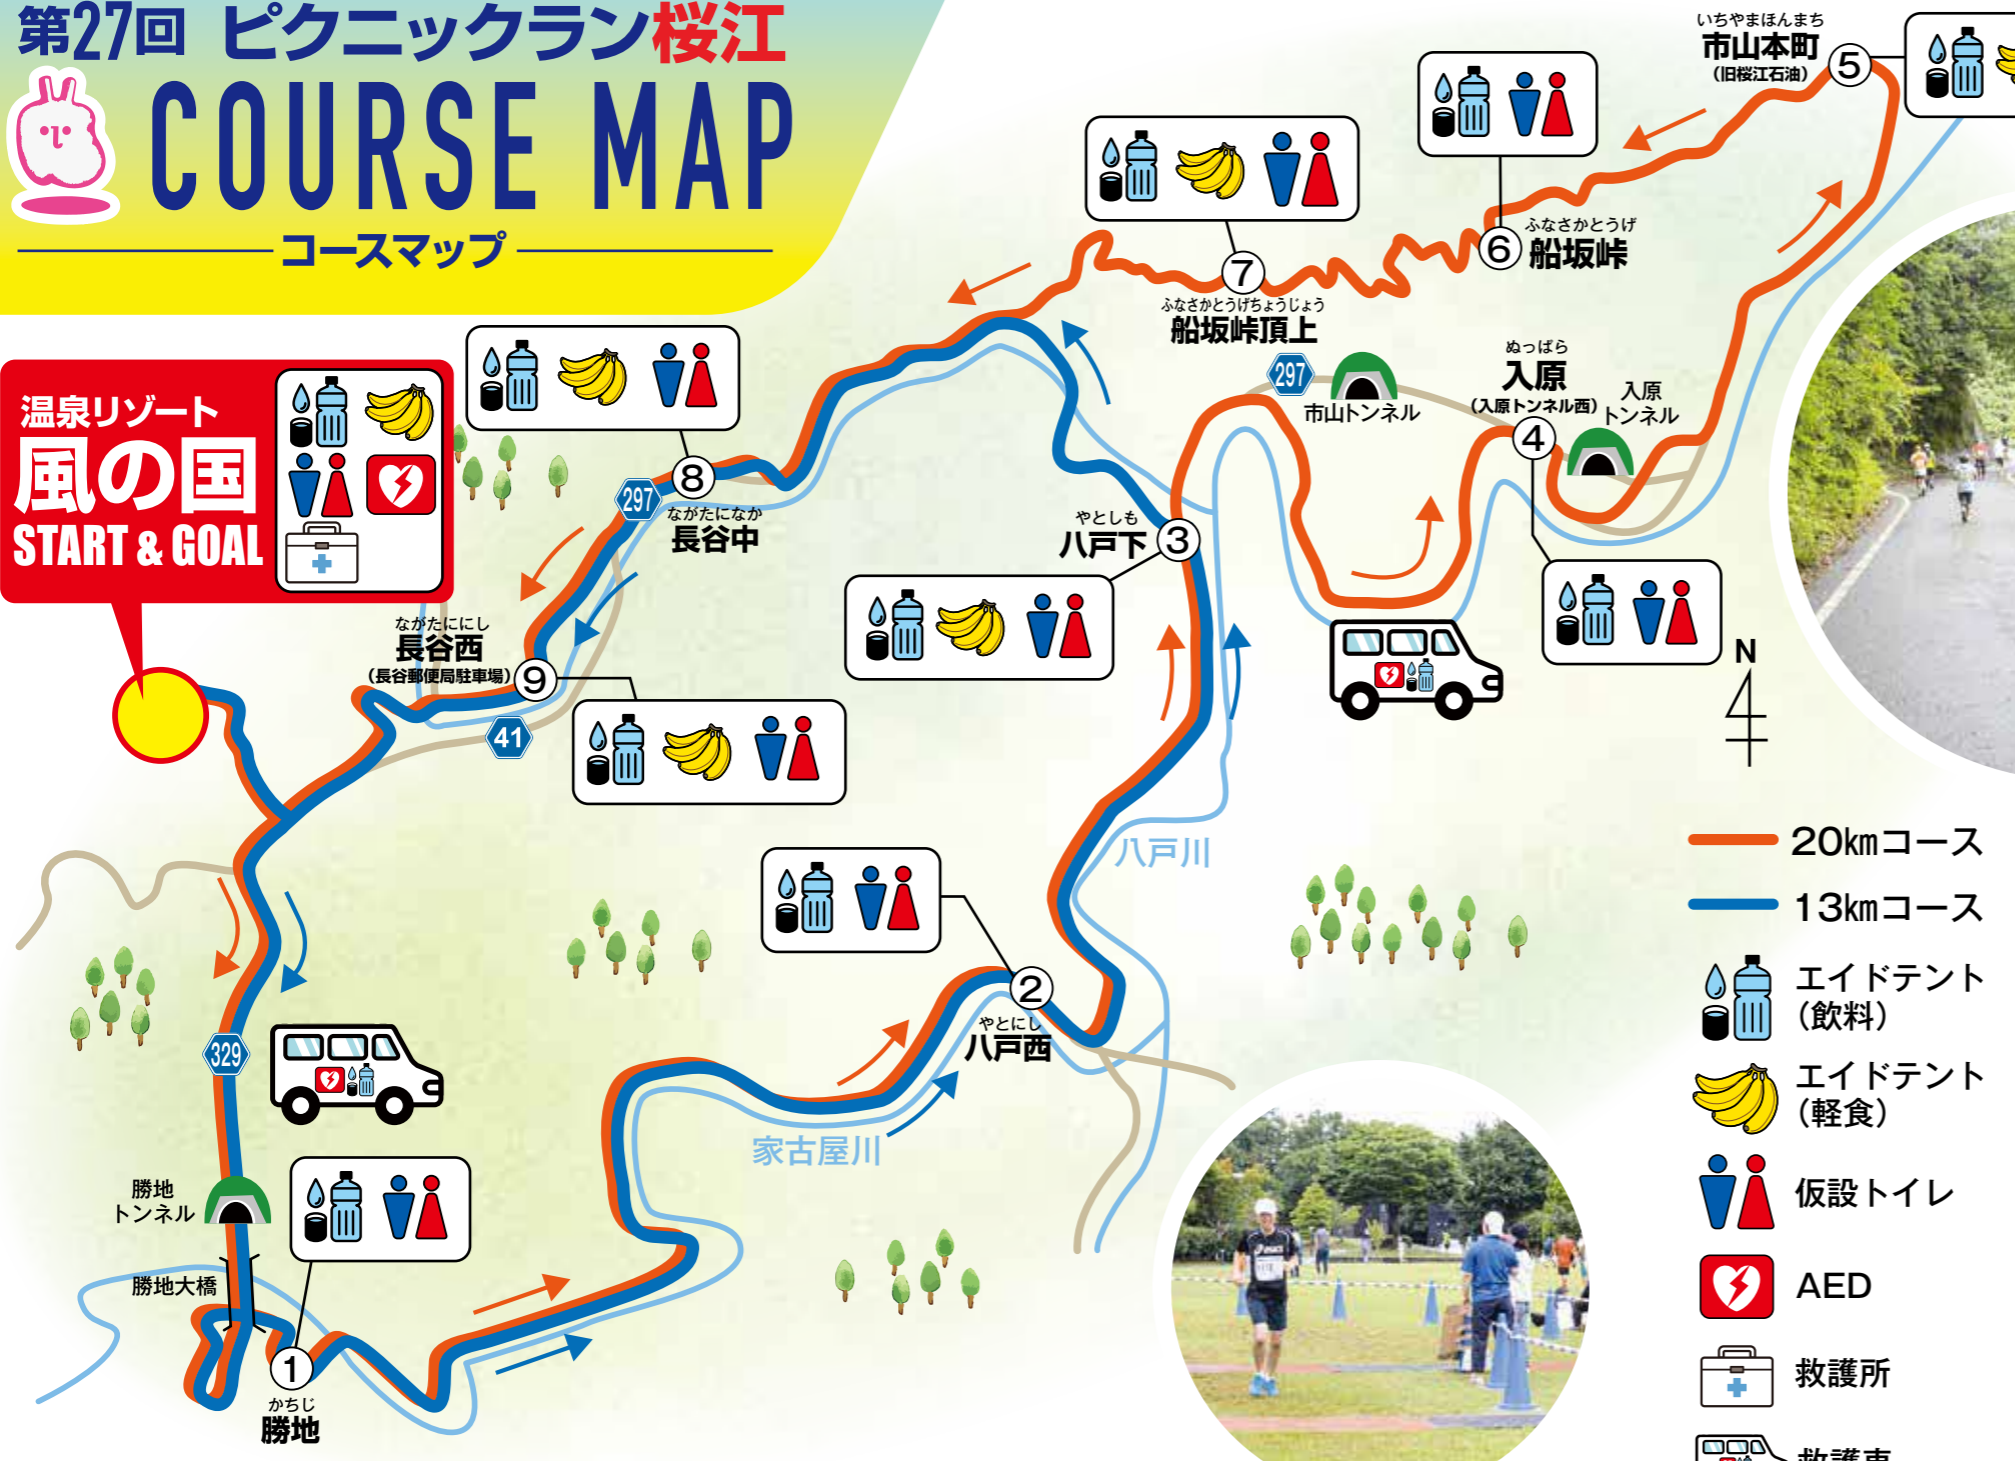 第27回 ピクニックラン桜江
COURSE MAP
コースマップ
温泉リゾート
風の国
START & GOAL
いちやまほんまち
市山本町
(旧桜江石油)
5
ふなさかとうげ
6 船坂峠
7
ふなさかとうげちょうじょう
船坂峠頂上
297
市山トンネル
ぬっぱら
入原
(入原トンネル西)
4
入原
トンネル
8
297
ながたになか
長谷中
やとしも
八戸下 3
ながたににし
長谷西
(長谷郵便局駐車場)
9
41
N
八戸川
2
やとにし
八戸西
329
家古屋川
勝地
トンネル
勝地大橋
1
かちじ
勝地
20kmコース
13kmコース
エイドテント
(飲料)
エイドテント
(軽食)
仮設トイレ
AED
救護所
救護車